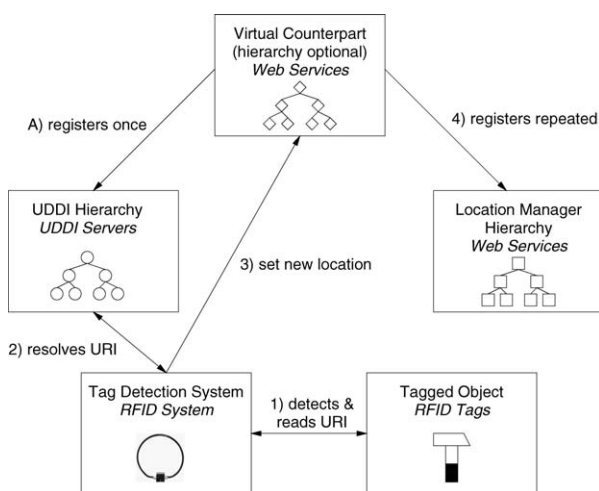 Virtual Counterpart
(hierarchy optional)
Web Services
A) registers once
4) registers repeated
UDDI Hierarchy
UDDI Servers
Location Manager
Hierarchy
Web Services
3) set new location
2) resolves URI
Tag Detection System
RFID System
1) detects &
reads URI
Tagged Object
RFID Tags